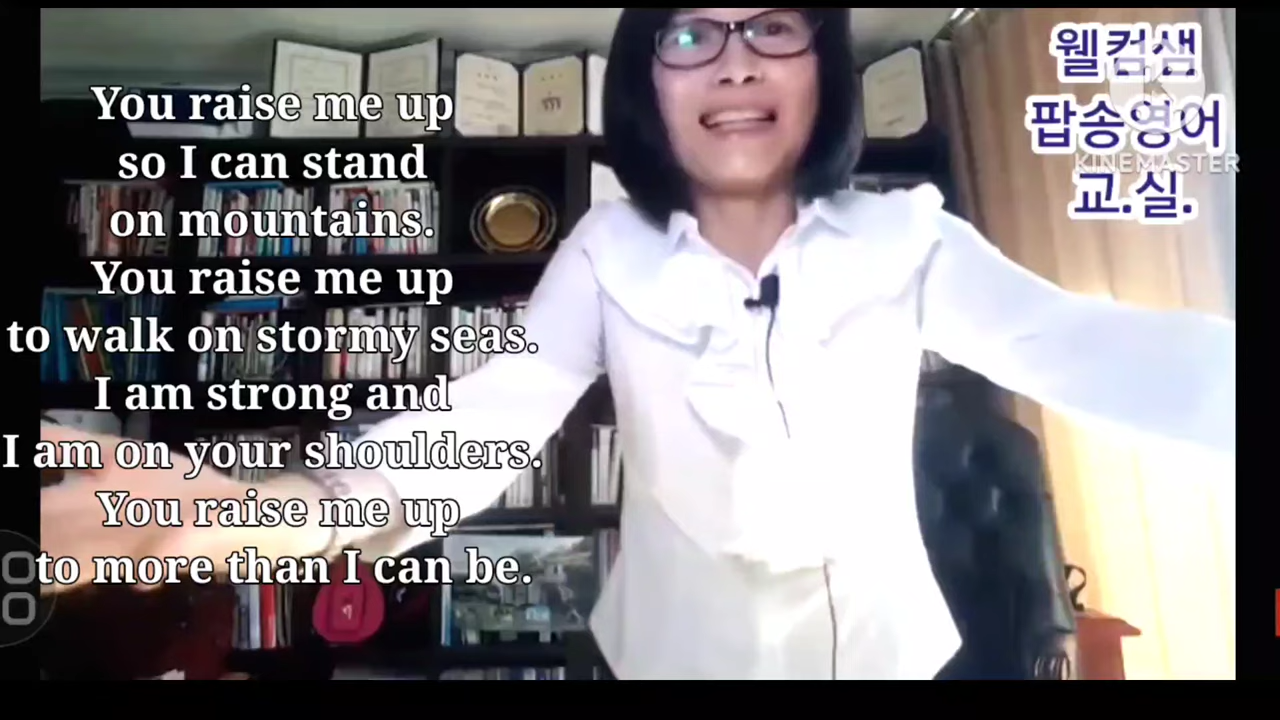 You raise me up
so I can stand
on mountains.
You raise me up
to walk on stormy seas.
I am strong and
I am on your shoulders.
You raise me up
to more than I can be.
웰컴샘
팝송영어
교.실.
KINEMASTER